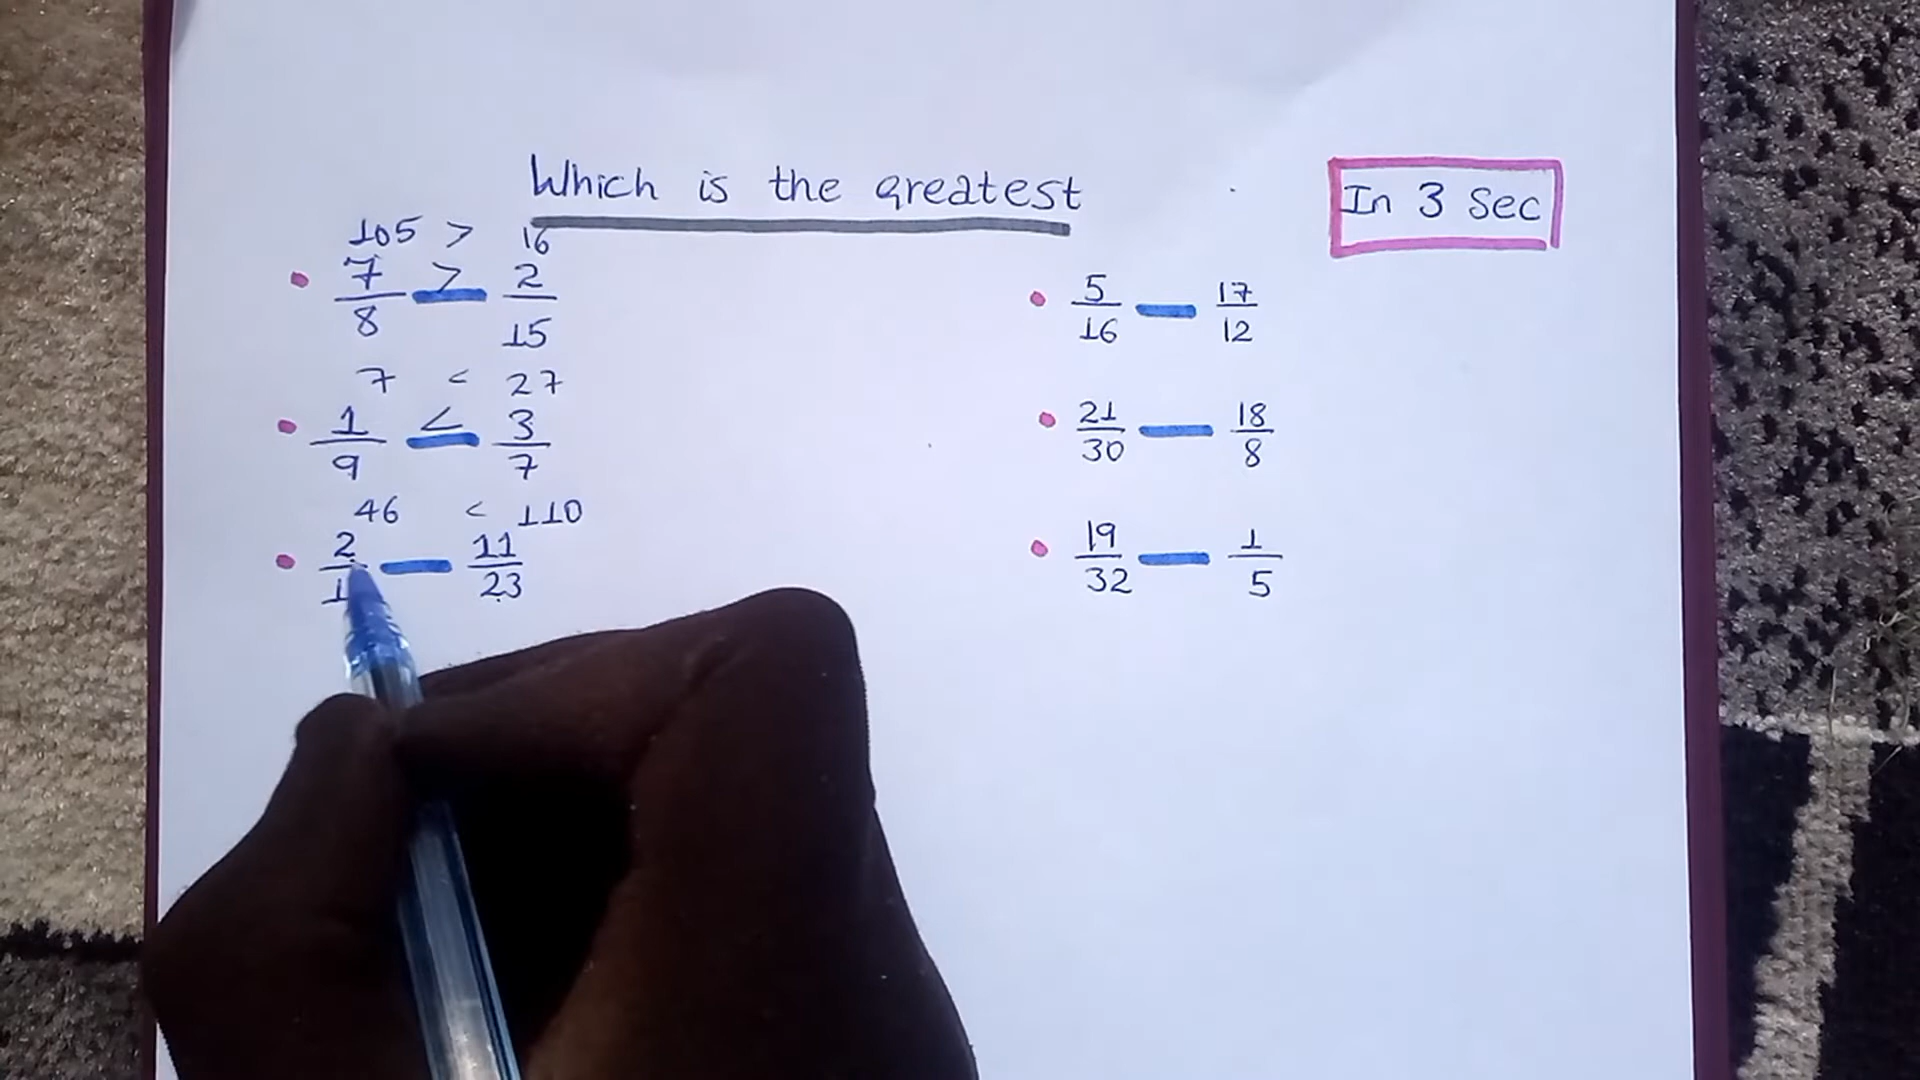 Which is the greatest
In 3 Sec
105 > 16
7 > 2
8 15
7 < 27
1 < 3
9 7
46 < 110
2 11
23
5 17
16 12
21 18
30 8
19 1
32 5